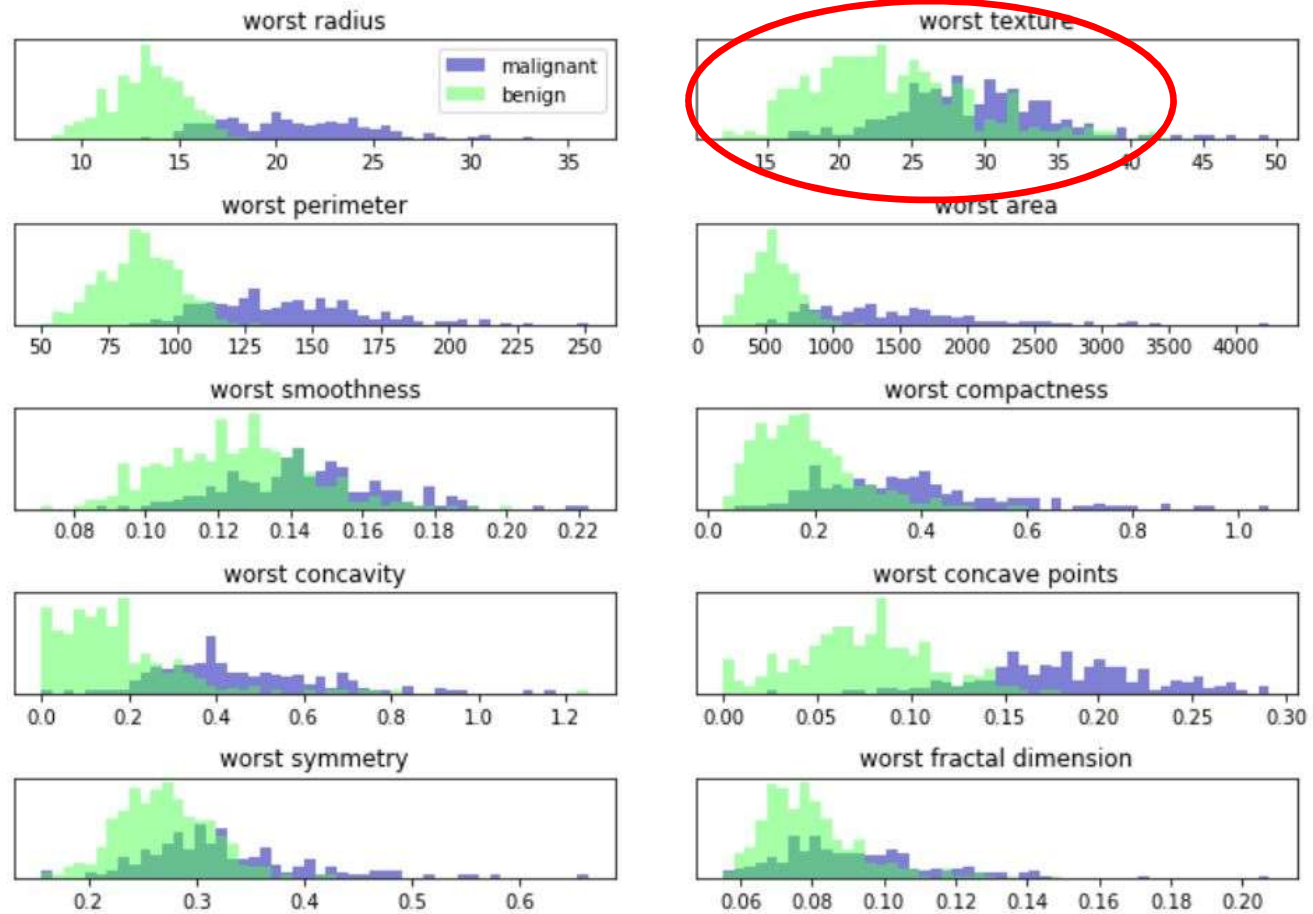 worst radius
malignant
benign
10 15 20 25 30 35
worst texture
15 20 25 30 35 40 45 50
worst perimeter
50 75 100 125 150 175 200 225 250
worst area
0 500 1000 1500 2000 2500 3000 3500 4000
worst smoothness
0.08 0.10 0.12 0.14 0.16 0.18 0.20 0.22
worst compactness
0.0 0.2 0.4 0.6 0.8 1.0
worst concavity
0.0 0.2 0.4 0.6 0.8 1.0 1.2
worst concave points
0.00 0.05 0.10 0.15 0.20 0.25 0.30
worst symmetry
0.2 0.3 0.4 0.5 0.6
worst fractal dimension
0.06 0.08 0.10 0.12 0.14 0.16 0.18 0.20